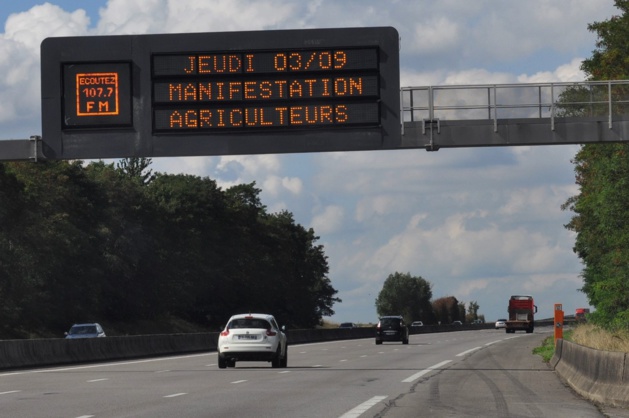 ECOUTEZ
107.7
FM
JEUDI 03/09
MANIFESTATION
AGRICULTEURS